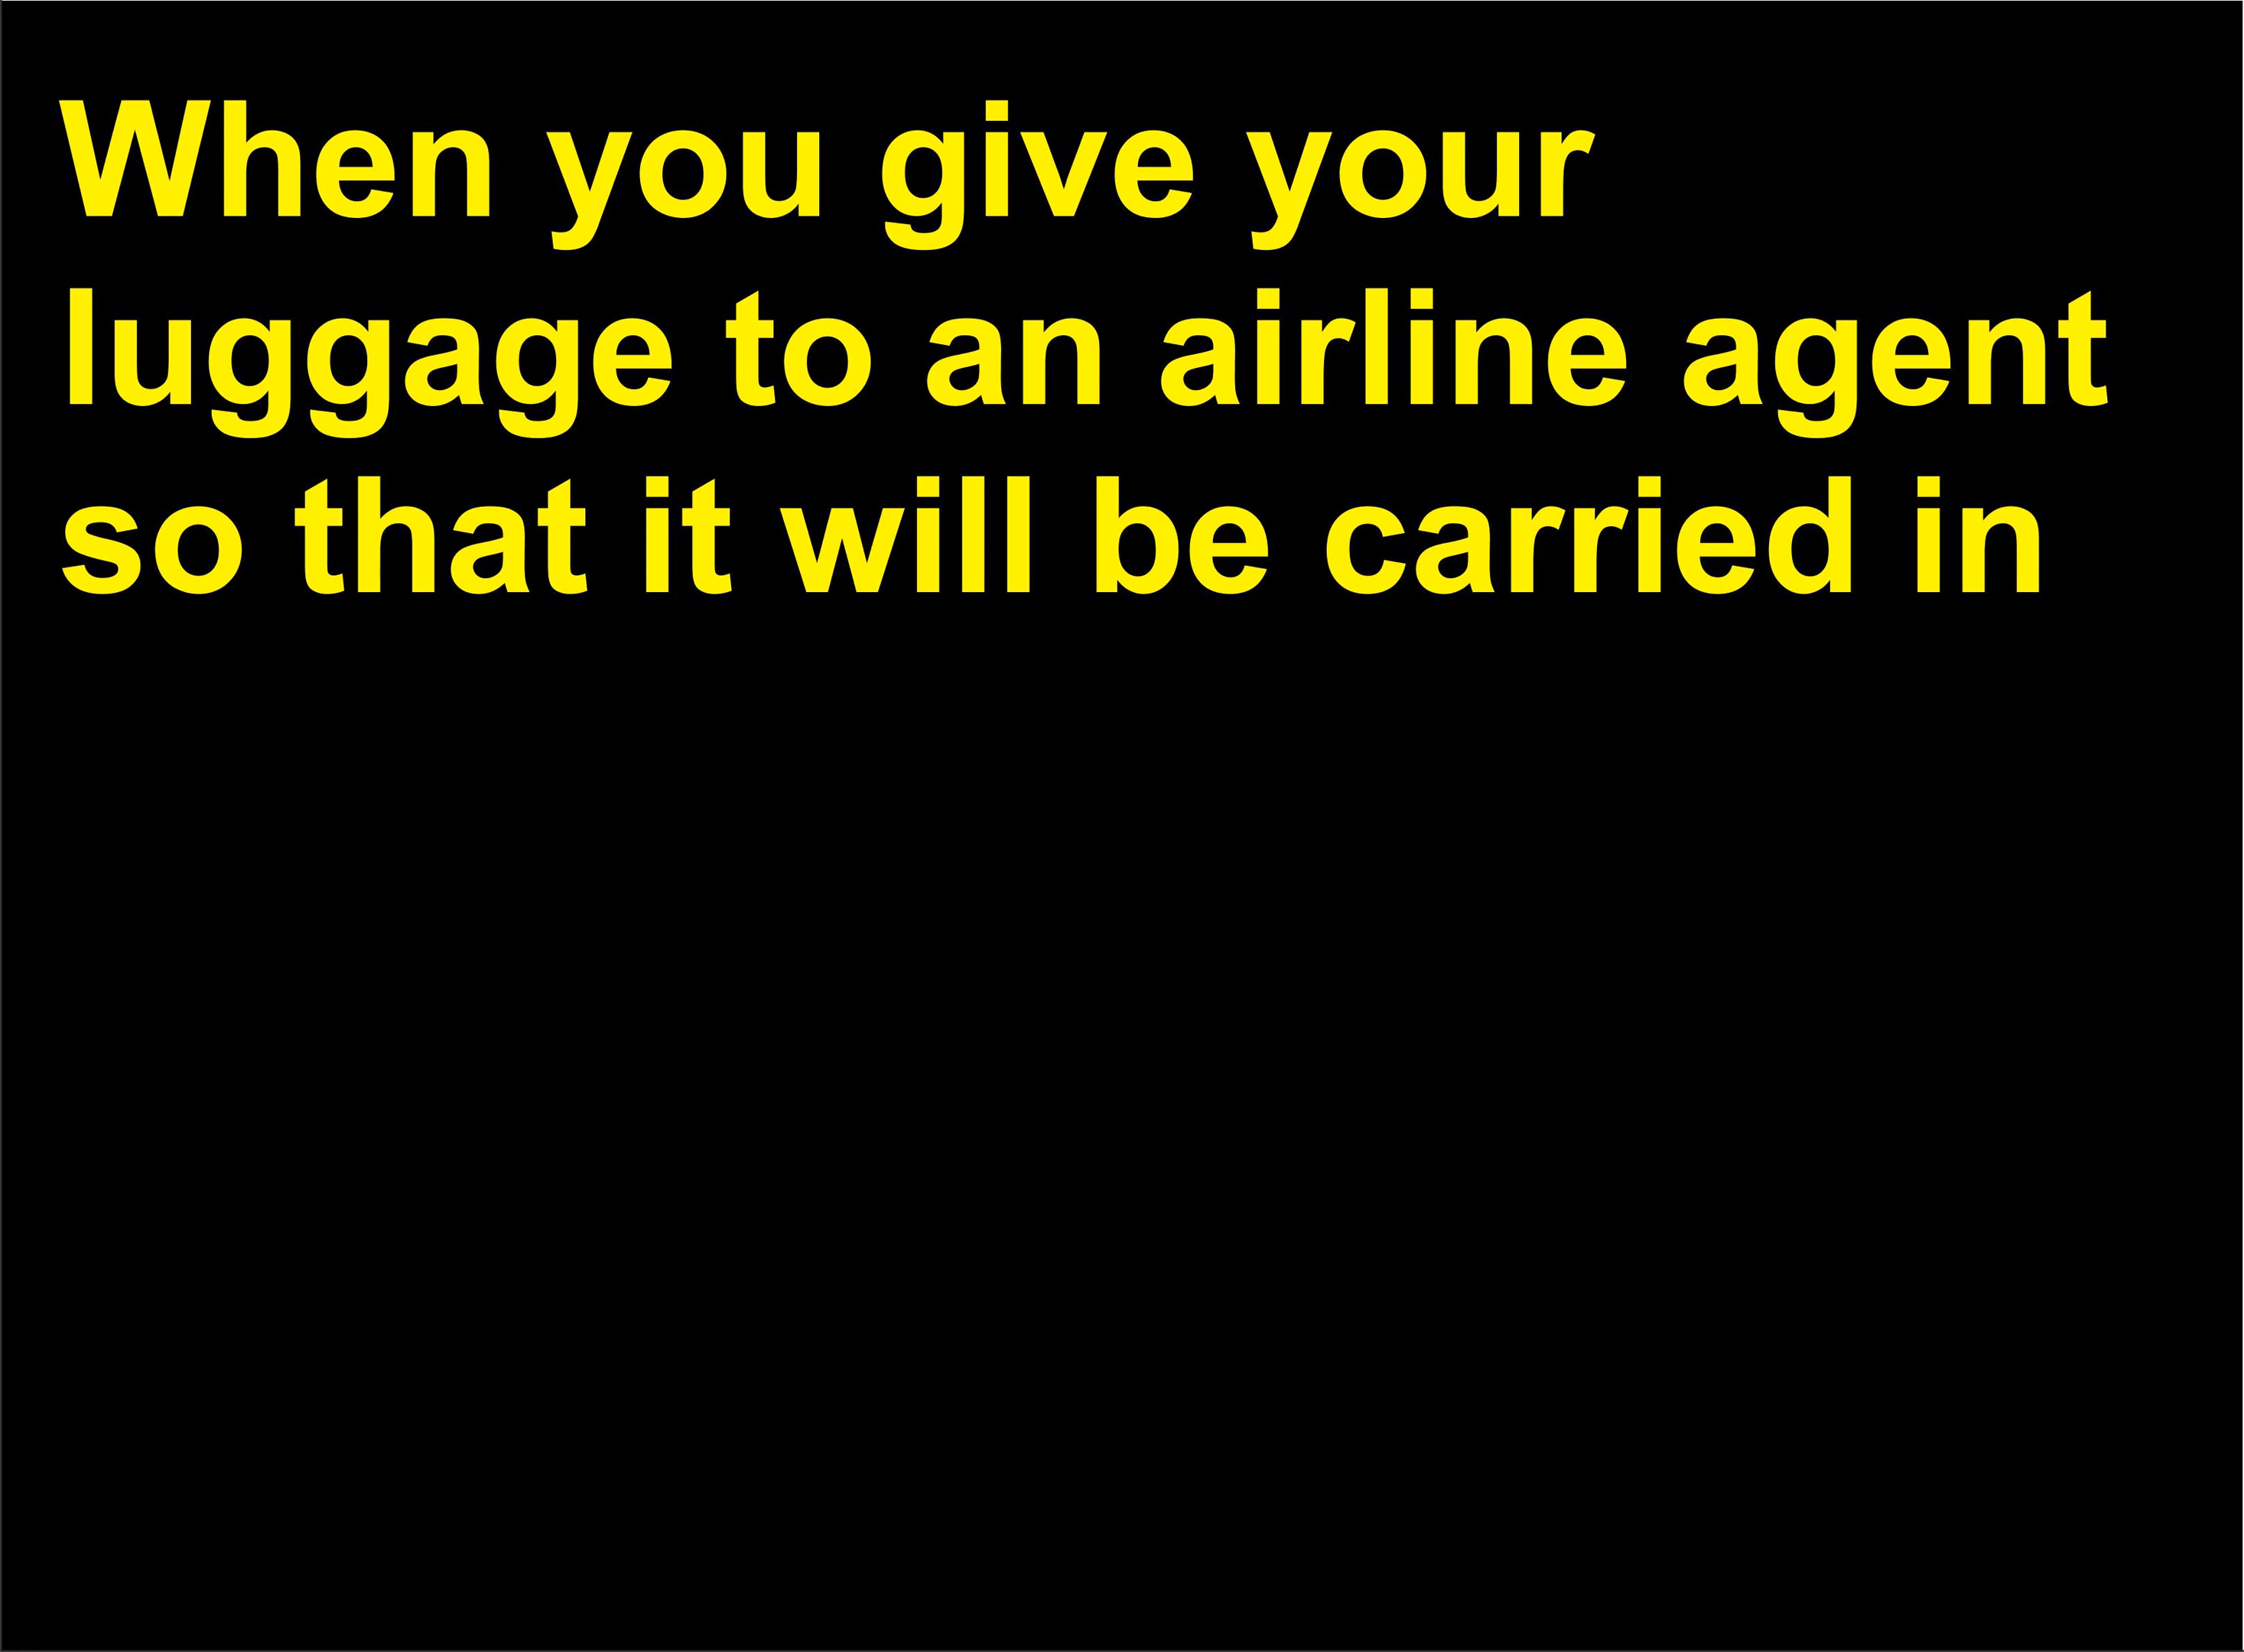 When you give your
luggage to an airline agent
so that it will be carried in